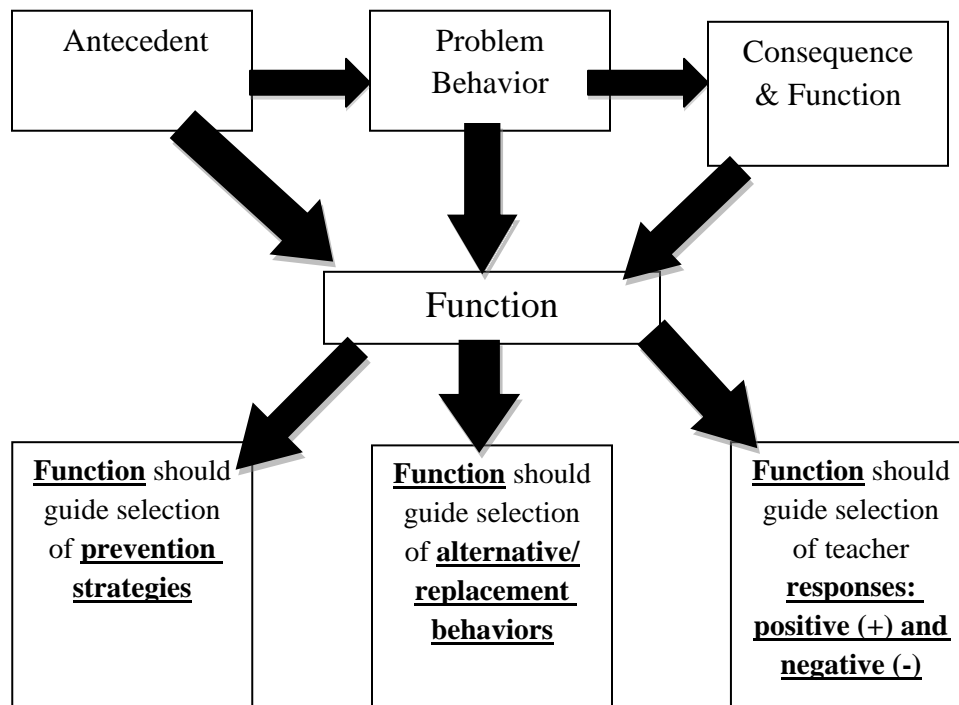 Antecedent
Problem
Behavior
Consequence
& Function
Function
Function should
guide selection
of prevention
strategies
Function should
guide selection
of alternative/
replacement
behaviors
Function should
guide selection
of teacher
responses:
positive (+) and
negative (-)